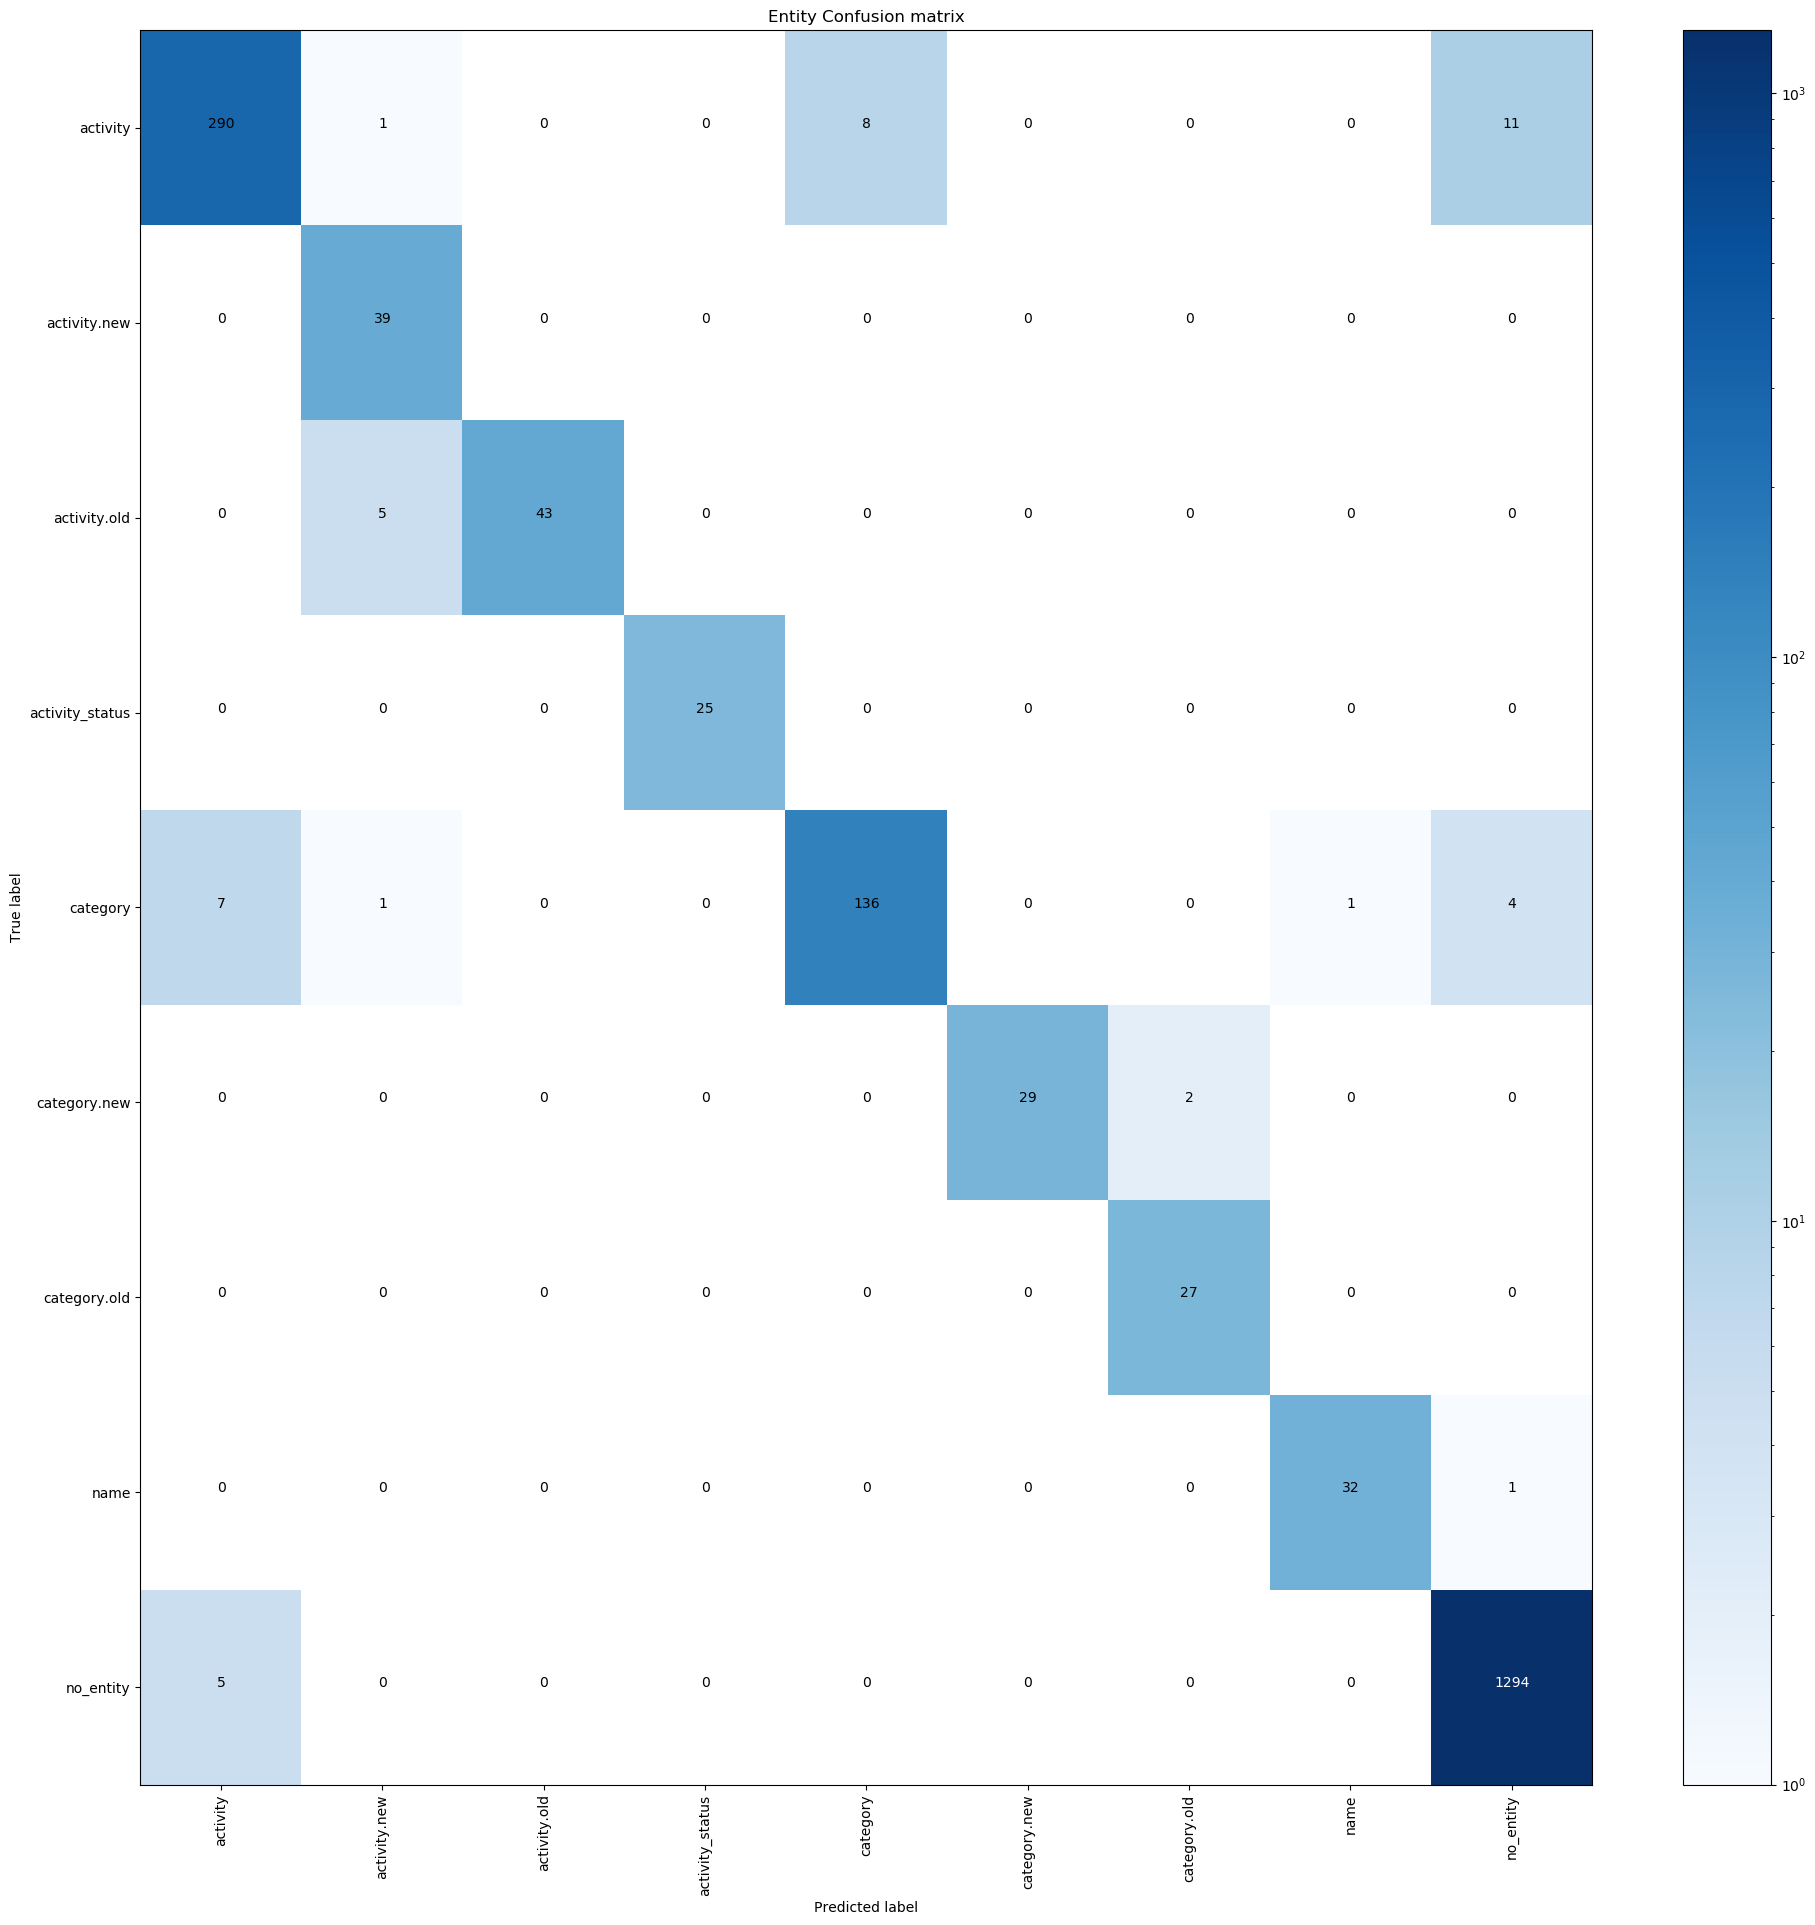 Entity Confusion matrix
activity 290 1 0 0 8 0 0 0 11
activity.new 0 39 0 0 0 0 0 0 0
activity.old 0 5 43 0 0 0 0 0 0
activity_status 0 0 0 25 0 0 0 0 0
category 7 1 0 0 136 0 0 1 4
category.new 0 0 0 0 0 29 2 0 0
category.old 0 0 0 0 0 0 27 0 0
name 0 0 0 0 0 0 0 32 1
no_entity 5 0 0 0 0 0 0 0 1294
True label
activity
activity.new
activity.old
activity_status
category
category.new
category.old
name
no_entity
Predicted label
10³
10²
10¹
10⁰